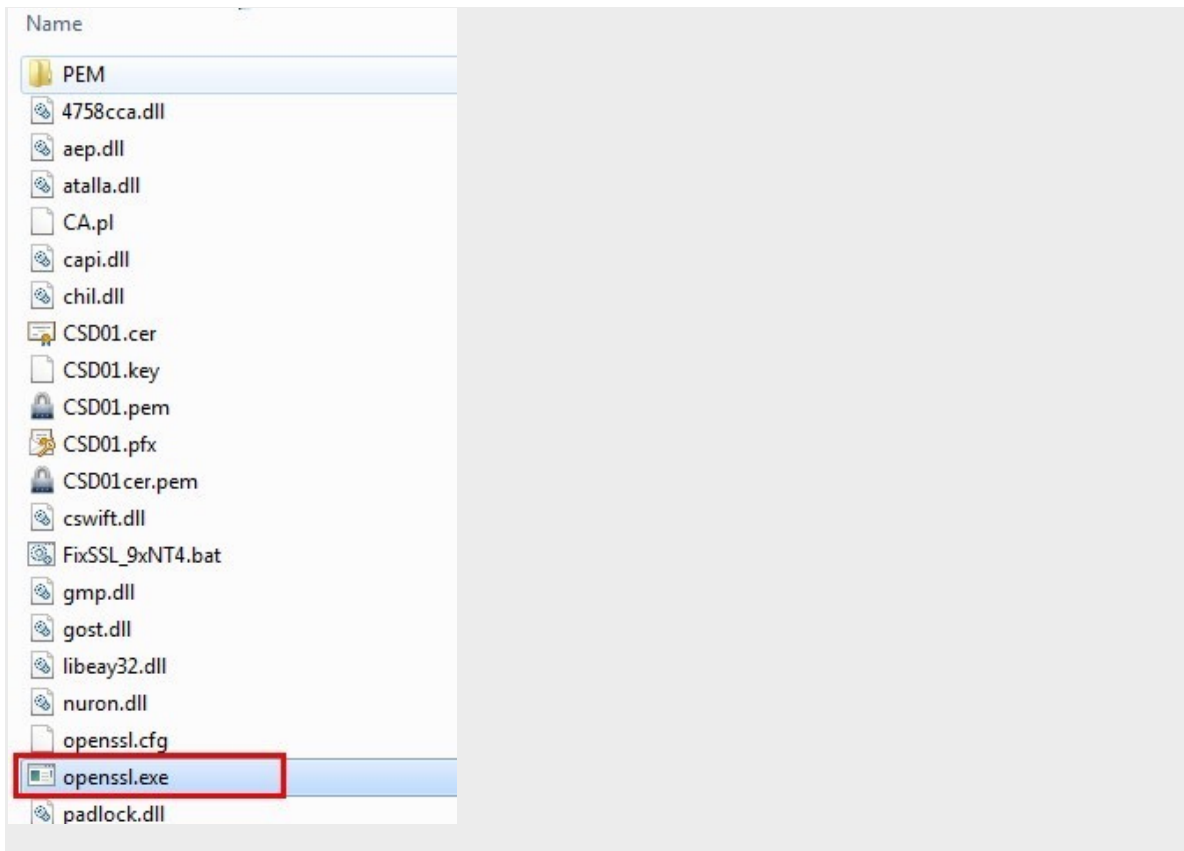 Name
PEM
4758cca.dll
aep.dll
atalla.dll
CA.pl
capi.dll
chil.dll
CSD01.cer
CSD01.key
CSD01.pem
CSD01.pfx
CSD01cer.pem
cswift.dll
FixSSL_9xNT4.bat
gmp.dll
gost.dll
libeay32.dll
nuron.dll
openssl.cfg
openssl.exe
padlock.dll